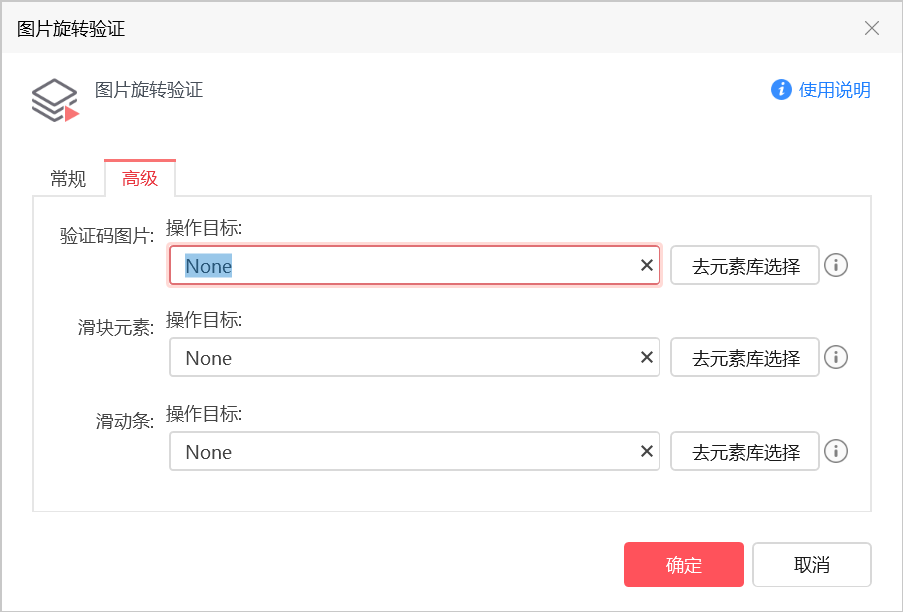 图片旋转验证
图片旋转验证
使用说明
常规
高级
验证码图片:
操作目标:
None
去元素库选择
滑块元素:
操作目标:
None
去元素库选择
滑动条:
操作目标:
None
去元素库选择
确定
取消